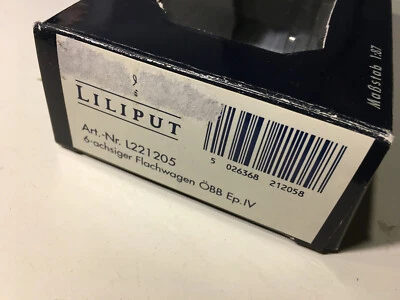 Maßstab 1:87
LILIPUT
Art.-Nr. L221205
6-achsiger Flachwagen ÖBB Ep.IV
5 026368 212058